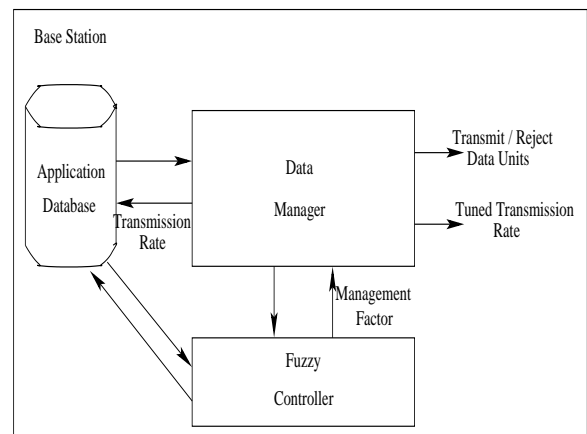 Base Station
Application
Database
Data
Manager
Transmit / Reject
Data Units
Transmission
Rate
Tuned Transmission
Rate
Management
Factor
Fuzzy
Controller